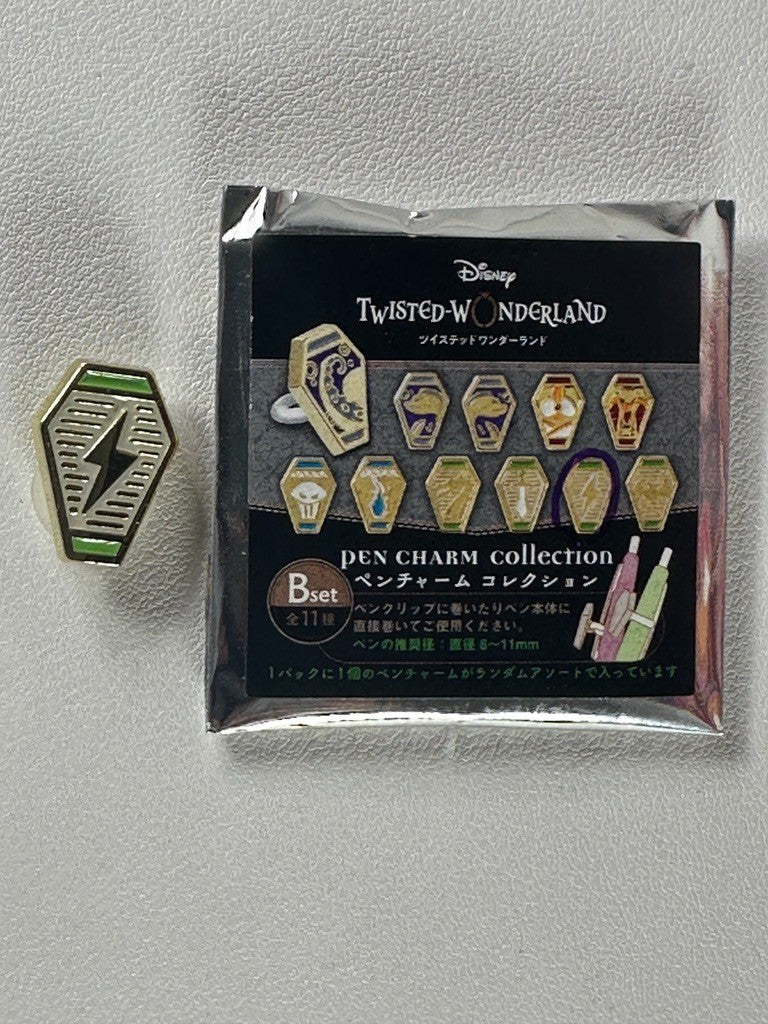 Disney
TWISTED-WONDERLAND
ツイステッドワンダーランド
PEN CHARM collection
ペンチャーム コレクション
Bset
全11種
ペンクリップに巻いたりペン本体に
直接巻いてご使用ください。
ペンの推奨径：直径 8~11mm
1パックに1個のペンチャームがランダムアソートで入っています